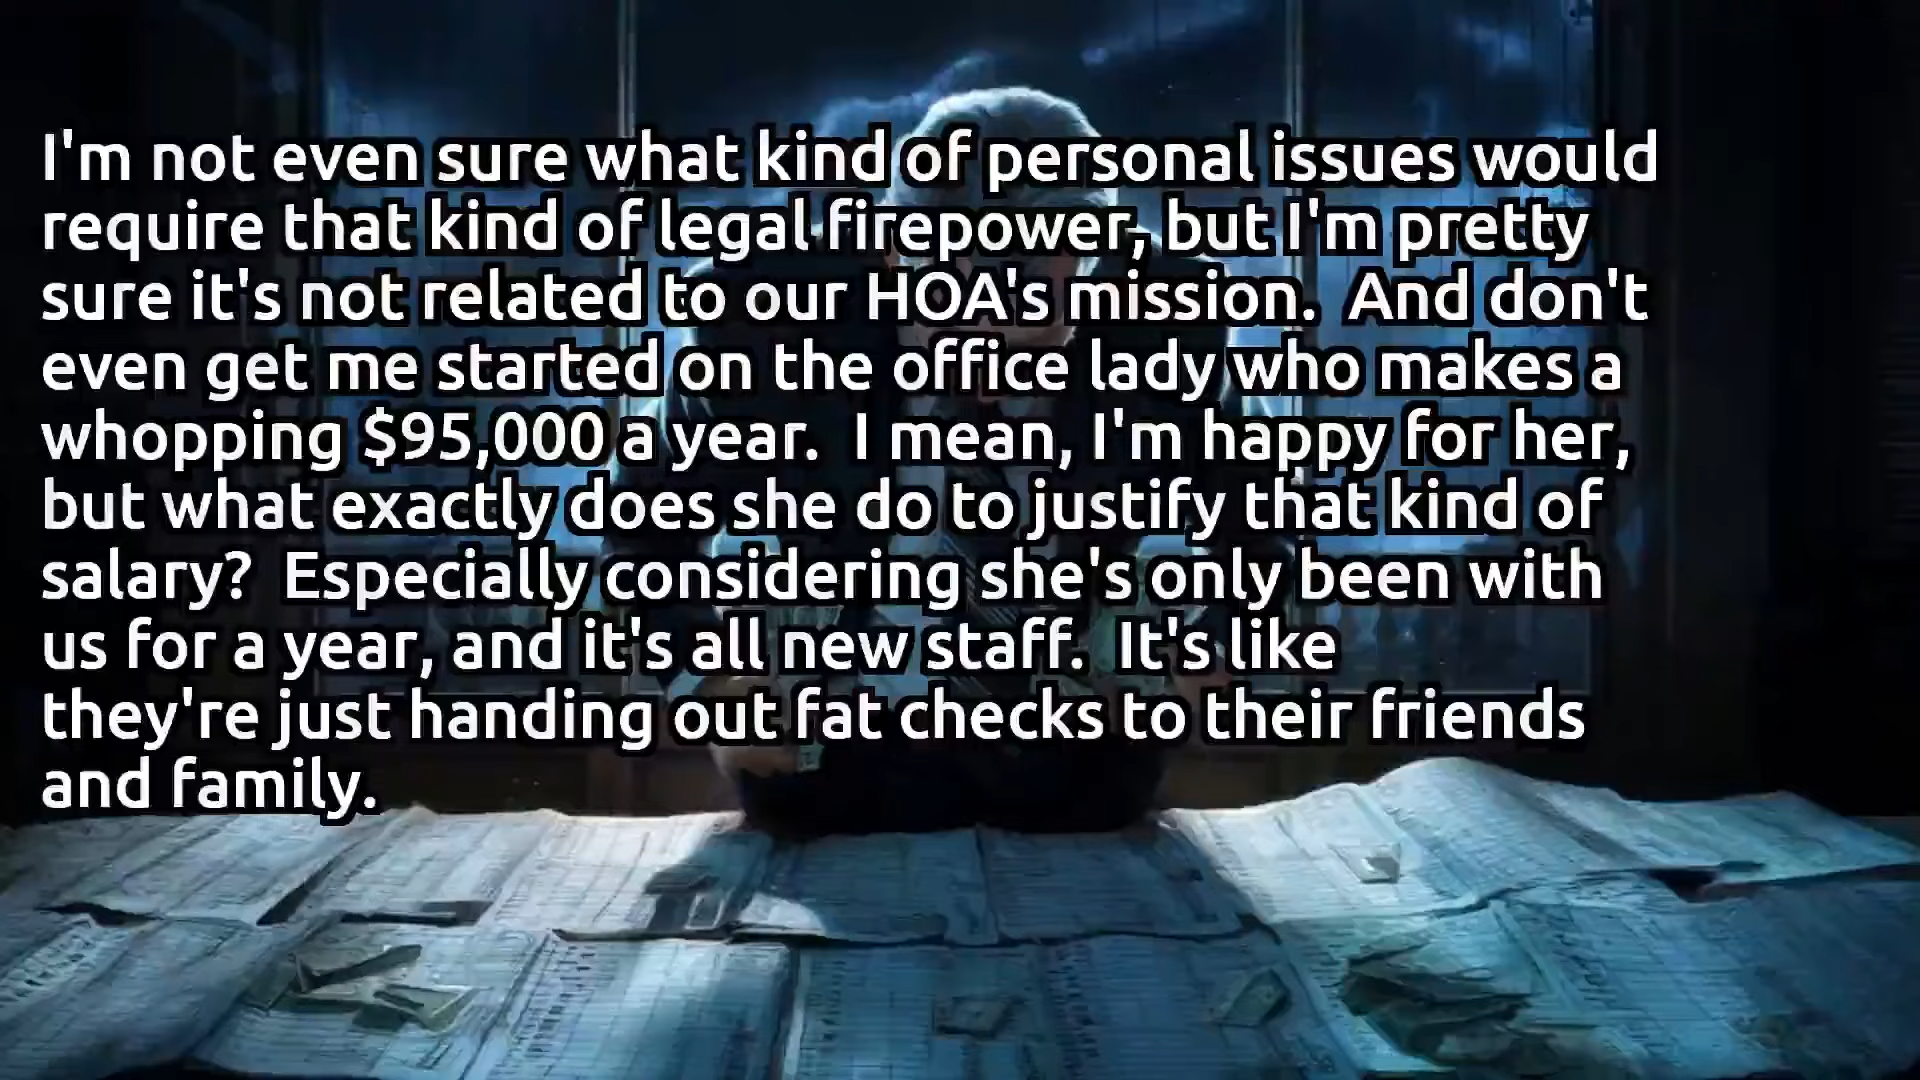 I'm not even sure what kind of personal issues would
require that kind of legal firepower, but I'm pretty
sure it's not related to our HOA's mission.  And don't
even get me started on the office lady who makes a
whopping $95,000 a year.  I mean, I'm happy for her,
but what exactly does she do to justify that kind of
salary?  Especially considering she's only been with
us for a year, and it's all new staff.  It's like
they're just handing out fat checks to their friends
and family.